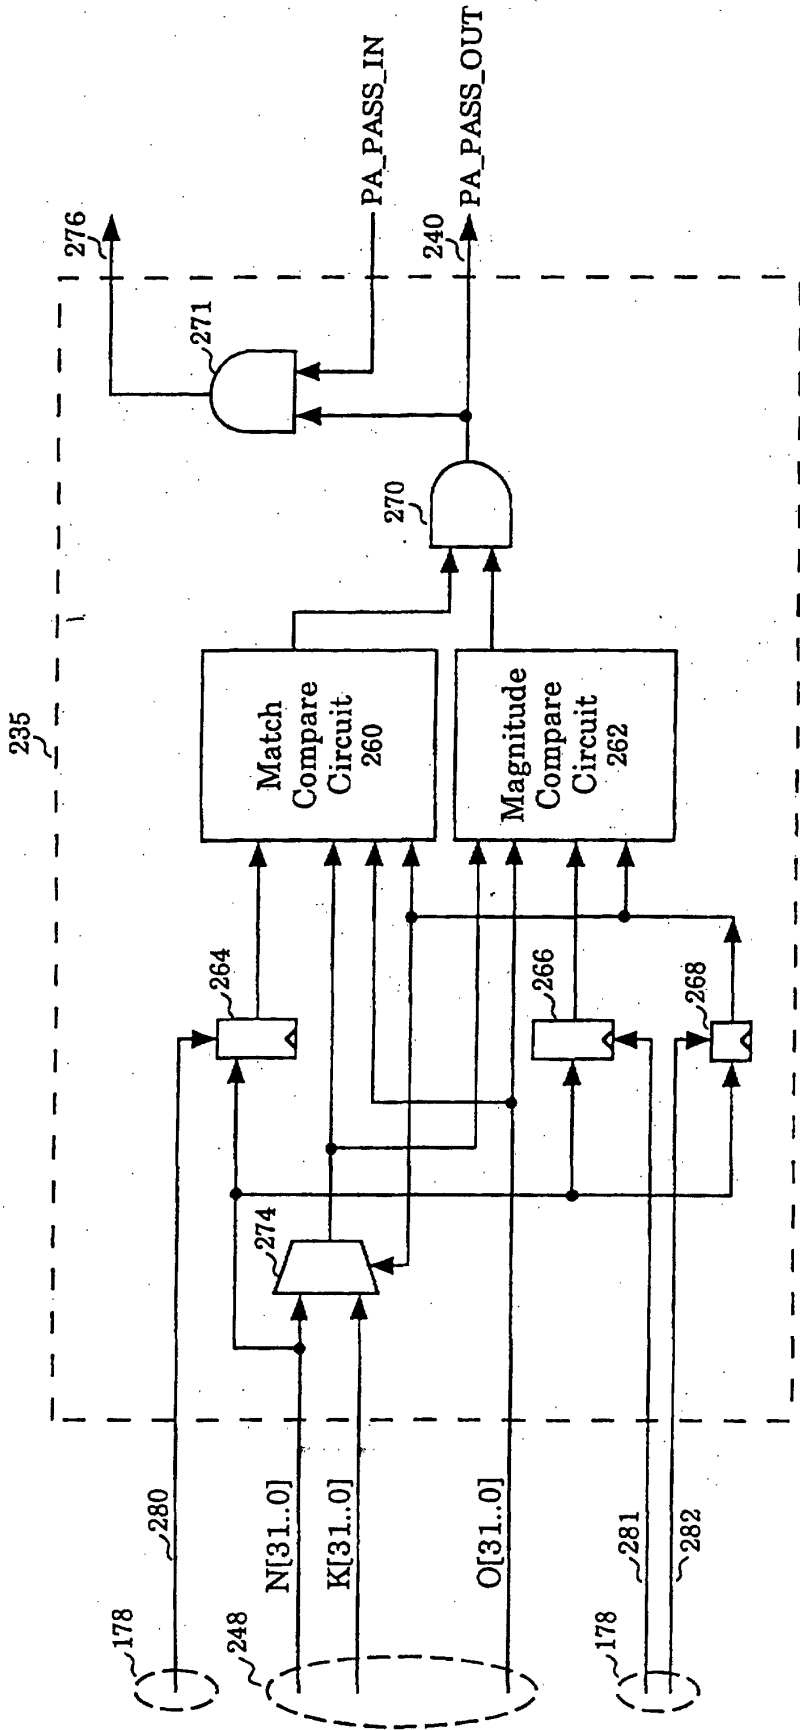 235
178
280
248
N[31..0]
K[31..0]
O[31..0]
178
281
282
274
264
266
268
Match
Compare
Circuit
260
Magnitude
Compare
Circuit
262
270
271
276
PA_PASS_IN
240
PA_PASS_OUT